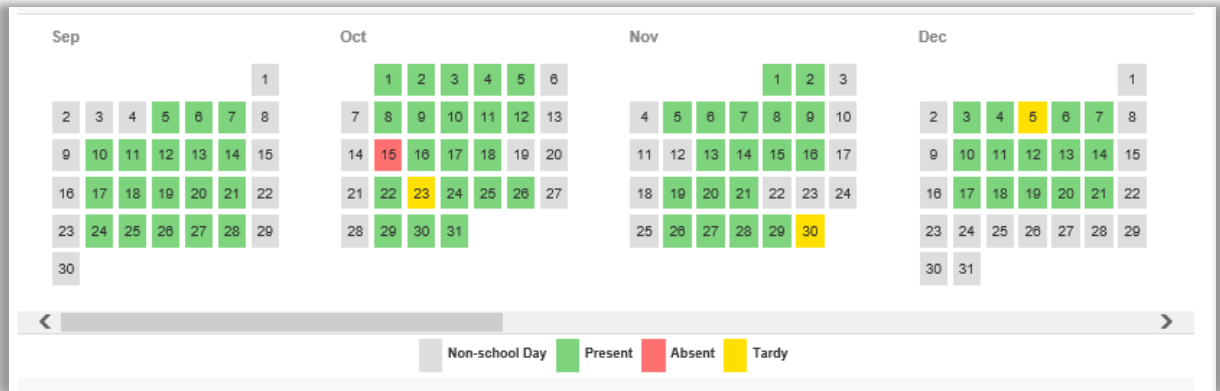 Sep Oct Nov Dec
1 1 2 3 4 5 6 1 2 3 1
2 3 4 5 6 7 8 7 8 9 10 11 12 13 4 5 6 7 8 9 10 2 3 4 5 6 7 8
9 10 11 12 13 14 15 14 15 16 17 18 19 20 11 12 13 14 15 16 17 9 10 11 12 13 14 15
16 17 18 19 20 21 22 21 22 23 24 25 26 27 18 19 20 21 22 23 24 16 17 18 19 20 21 22
23 24 25 26 27 28 29 28 29 30 31 25 26 27 28 29 30 23 24 25 26 27 28 29
30 30 31
Non-school Day Present Absent Tardy